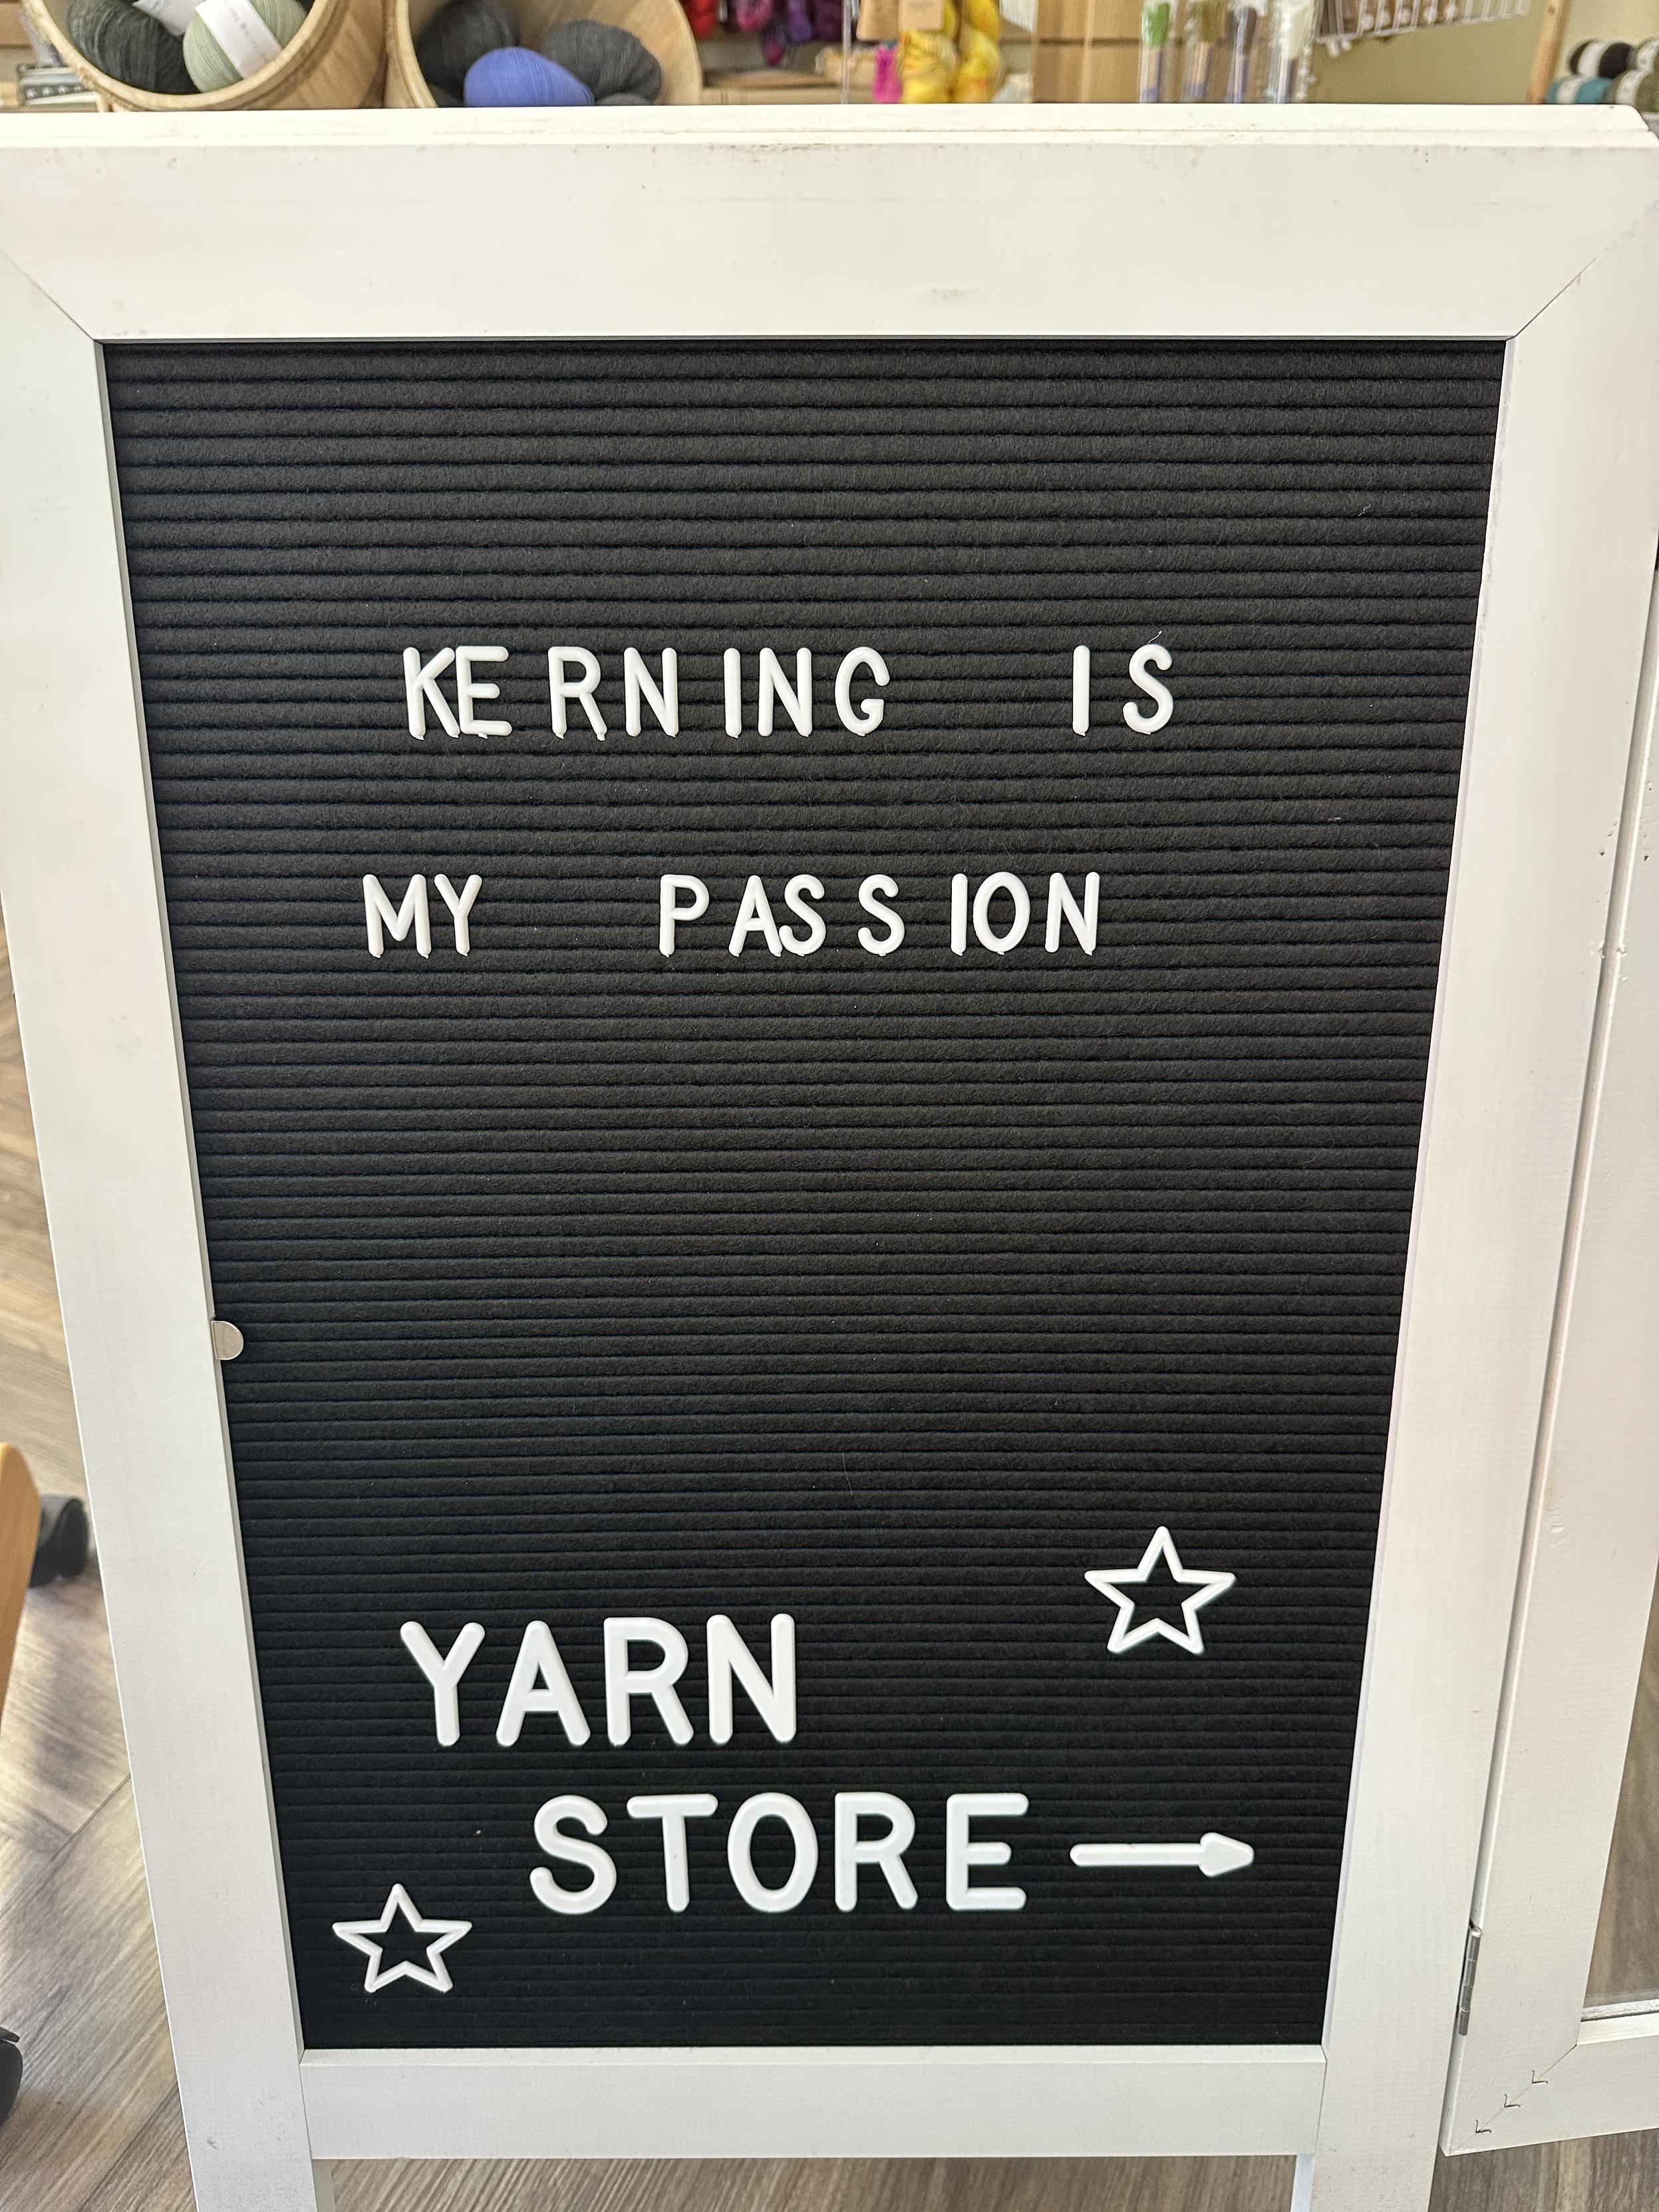 KERNING IS
MY PASSION
YARN
STORE →